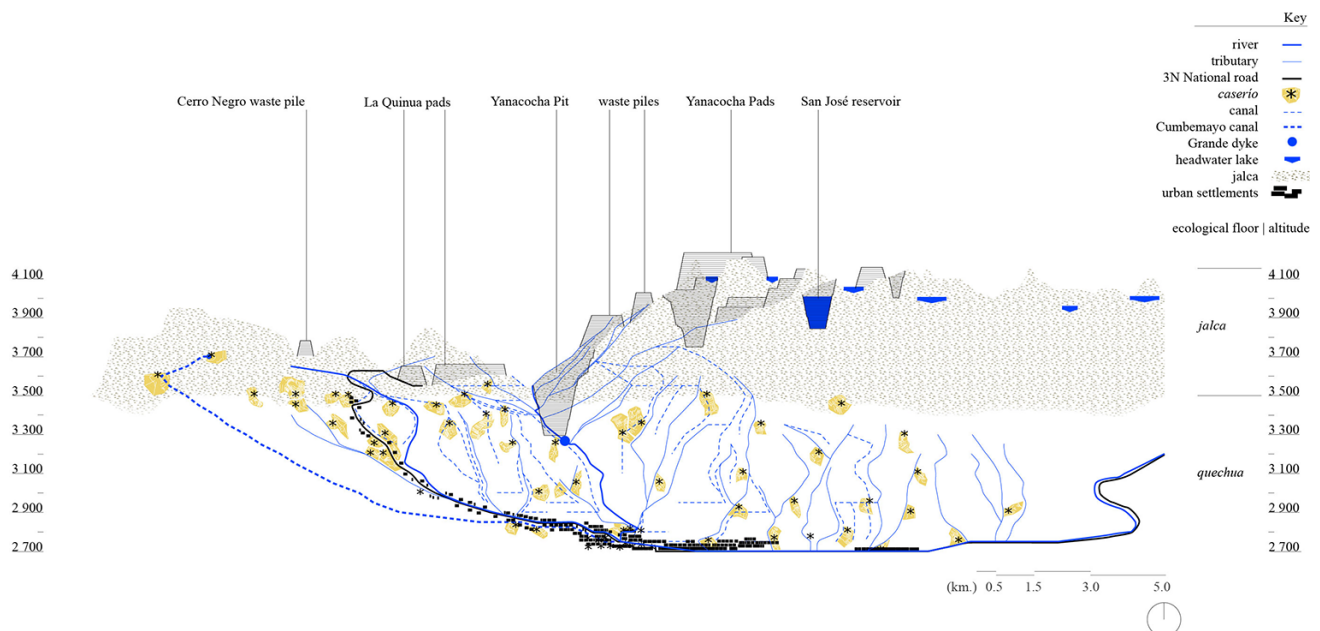 Key
river
tributary
3N National road
caserío
canal
Cumbemayo canal
Grande dyke
headwater lake
jalca
urban settlements
ecological floor | altitude
Cerro Negro waste pile
La Quinua pads
Yanacocha Pit
waste piles
Yanacocha Pads
San José reservoir
4 100
3 900
3 700
3 500
3 300
3 100
2 900
2 700
4 100
3 900
3 700
3 500
3 300
3 100
2 900
2 700
jalca
quechua
(km.) 0.5 1.5 3.0 5.0